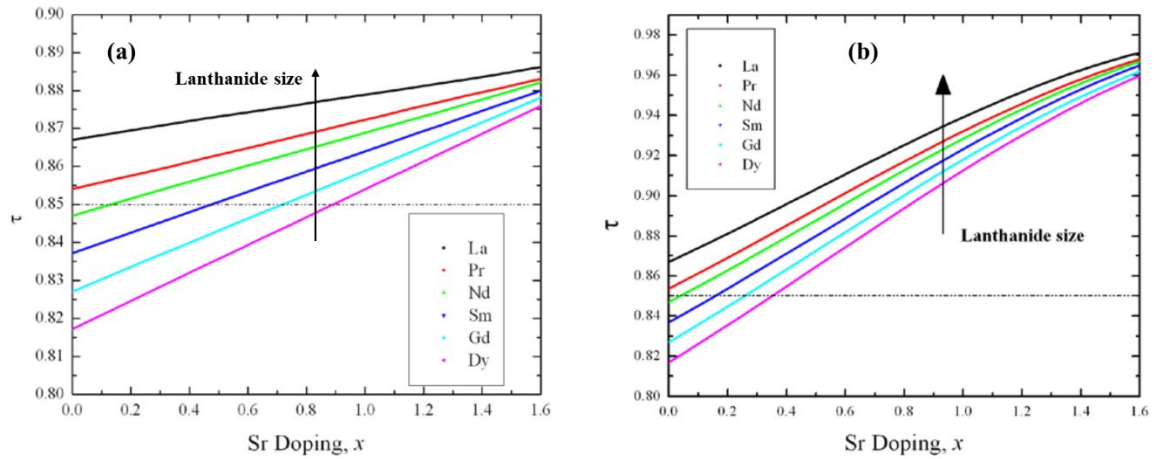 (a)
Lanthanide size
0.90
0.89
0.88
0.87
0.86
0.85
0.84
0.83
0.82
0.81
0.80
τ
La
Pr
Nd
Sm
Gd
Dy
0.0 0.2 0.4 0.6 0.8 1.0 1.2 1.4 1.6
Sr Doping, x
(b)
La
Pr
Nd
Sm
Gd
Dy
Lanthanide size
0.98
0.96
0.94
0.92
0.90
0.88
0.86
0.84
0.82
0.80
τ
0.0 0.2 0.4 0.6 0.8 1.0 1.2 1.4 1.6
Sr Doping, x